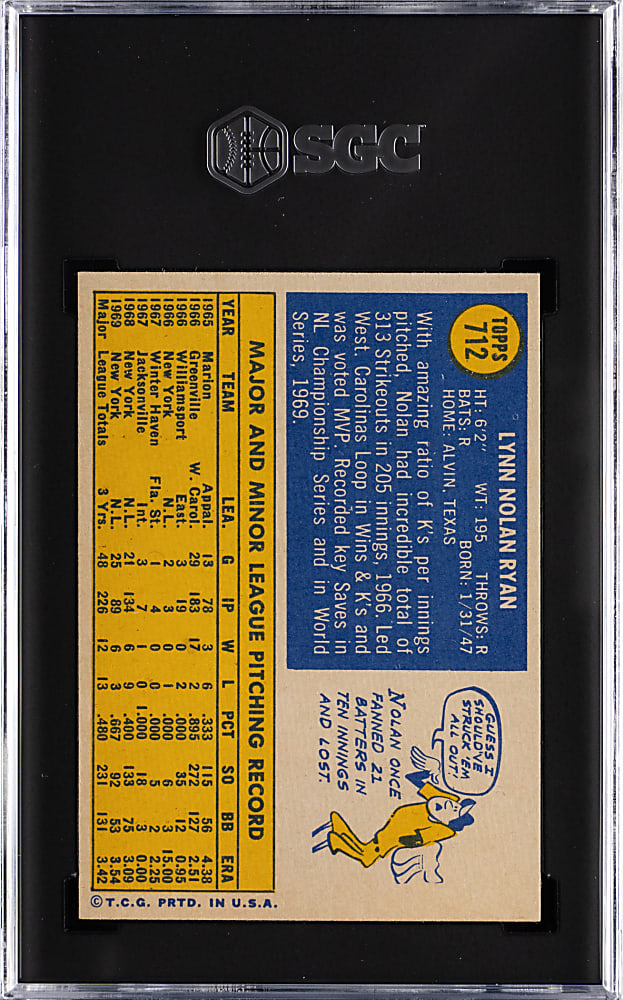 SGC
TOPPS
712
LYNN NOLAN RYAN
HT: 6'2" WT: 195 THROWS: R
BATS: R BORN: 1/31/47
HOME: ALVIN, TEXAS
With amazing ratio of K's per innings
pitched, Nolan had incredible total of
313 Strikeouts in 205 innings, 1966. Led
West. Carolinas Loop in Wins & K's and
was voted MVP. Recorded key Saves in
NL Championship Series and in World
Series, 1969.
GUESS I
SHOULD'VE
STRUCK 'EM
ALL OUT!
NOLAN ONCE
FANNED 21
BATTERS IN
TEN INNINGS
AND LOST.
MAJOR AND MINOR LEAGUE PITCHING RECORD
YEAR TEAM LEA. G IP W L PCT SO BB ERA
1965 Marion Appal. 13 78 3 6 .333 115 56 4.38
1966 Greenville W. Carol. 29 183 17 2 .895 272 127 2.51
1966 Williamsport East. 3 19 0 2 .000 35 12 0.95
1966 New York N.L. 2 3 0 1 .000 6 3 15.00
1967 Winter Haven Fla. St. 1 4 0 0 .000 5 2 2.25
1967 Jacksonville Int. 3 7 1 0 1.000 18 3 0.00
1968 New York N.L. 21 134 6 9 .400 133 75 3.09
1969 New York N.L. 25 89 6 3 .667 92 53 3.54
Major League Totals 3 Yrs. 48 226 12 13 .480 231 131 3.42
©T.C.G. PRTD. IN U.S.A.